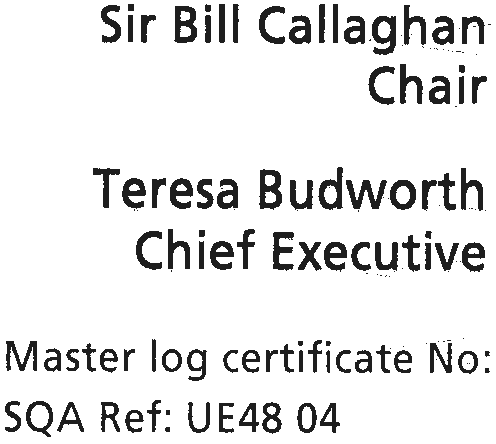 Sir Bill Callaghan
Chair
Teresa Budworth
Chief Executive
Master log certificate No:
SQA Ref: UE48 04